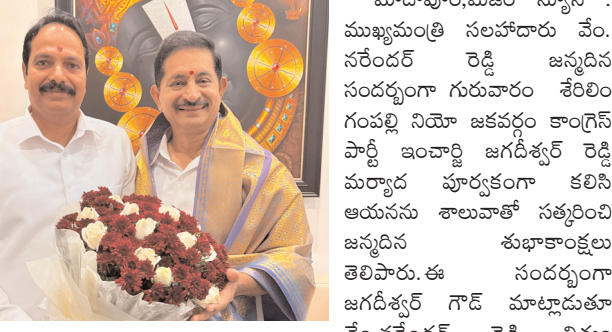 మాదాపూర్,మేజర్ న్యూస్ :
ముఖ్యమంత్రి సలహాదారు వేం.
నరేందర్ రెడ్డి జన్మదిన
సందర్భంగా గురువారం శేరిలిం
గంపల్లి నియో జకవర్గం కాంగ్రెస్
పార్టీ ఇంచార్జి జగదీశ్వర్ రెడ్డి
మర్యాద పూర్వకంగా కలిసి
ఆయనను శాలువాతో సత్కరించి
జన్మదిన శుభాకాంక్షలు
తెలిపారు.ఈ సందర్భంగా
జగదీశ్వర్ గౌడ్ మాట్లాడుతూ